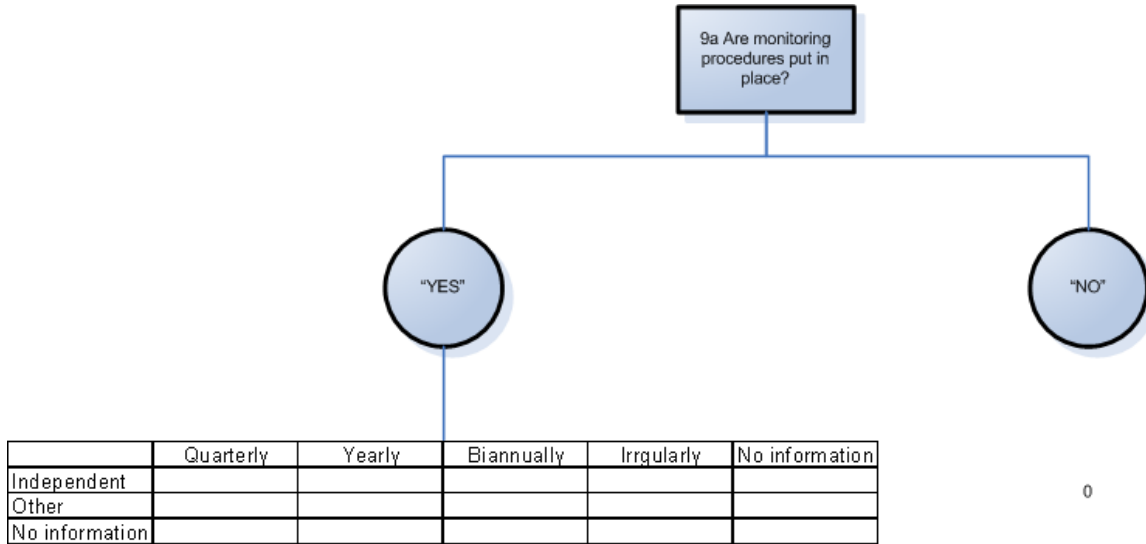 9a Are monitoring
procedures put in
place?
“YES”
“NO”
Quarterly Yearly Biannually Irrgularly No information
Independent
Other
No information
0